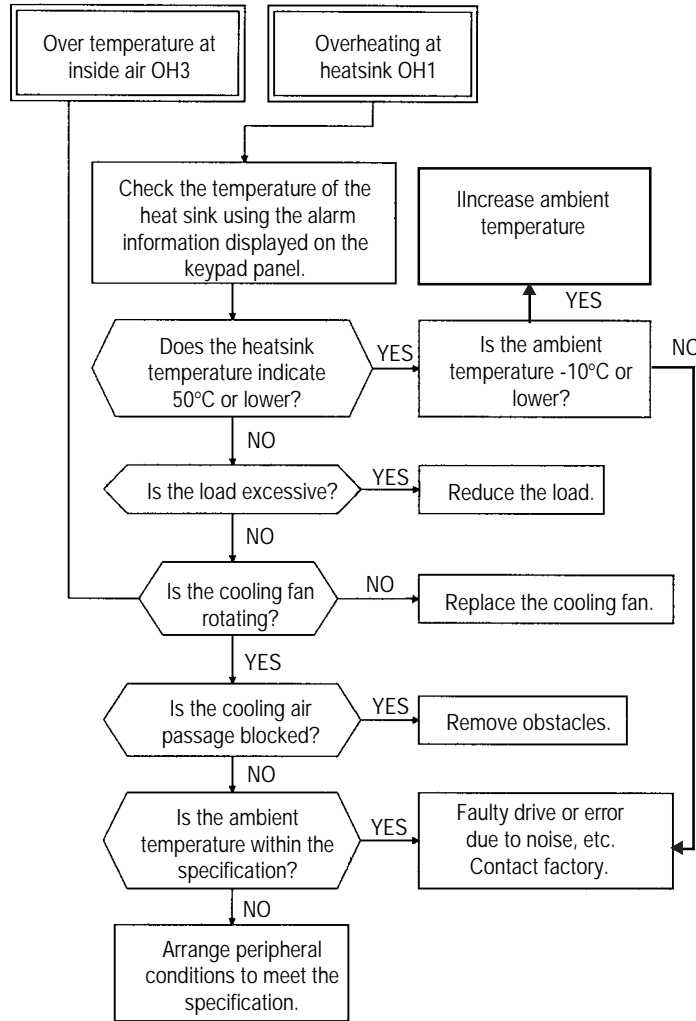 Over temperature at
inside air OH3
Overheating at
heatsink OH1
Check the temperature of the
heat sink using the alarm
information displayed on the
keypad panel.
IIncrease ambient
temperature
YES
Does the heatsink
temperature indicate
50°C or lower?
YES
Is the ambient
temperature -10°C or
lower?
NO
NO
Is the load excessive?
YES
Reduce the load.
NO
Is the cooling fan
rotating?
NO
Replace the cooling fan.
YES
Is the cooling air
passage blocked?
YES
Remove obstacles.
NO
Is the ambient
temperature within the
specification?
YES
Faulty drive or error
due to noise, etc.
Contact factory.
NO
Arrange peripheral
conditions to meet the
specification.